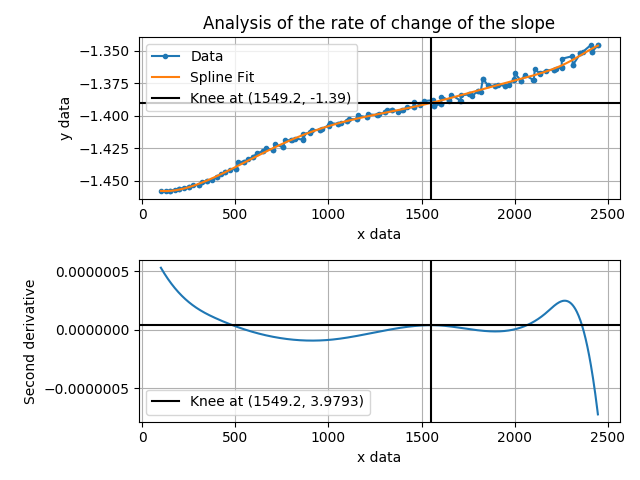 Analysis of the rate of change of the slope
−1.350
−1.375
−1.400
−1.425
−1.450
y data
Data
Spline Fit
Knee at (1549.2, -1.39)
0 500 1000 1500 2000 2500
x data
0.0000005
0.0000000
−0.0000005
Second derivative
Knee at (1549.2, 3.9793)
0 500 1000 1500 2000 2500
x data